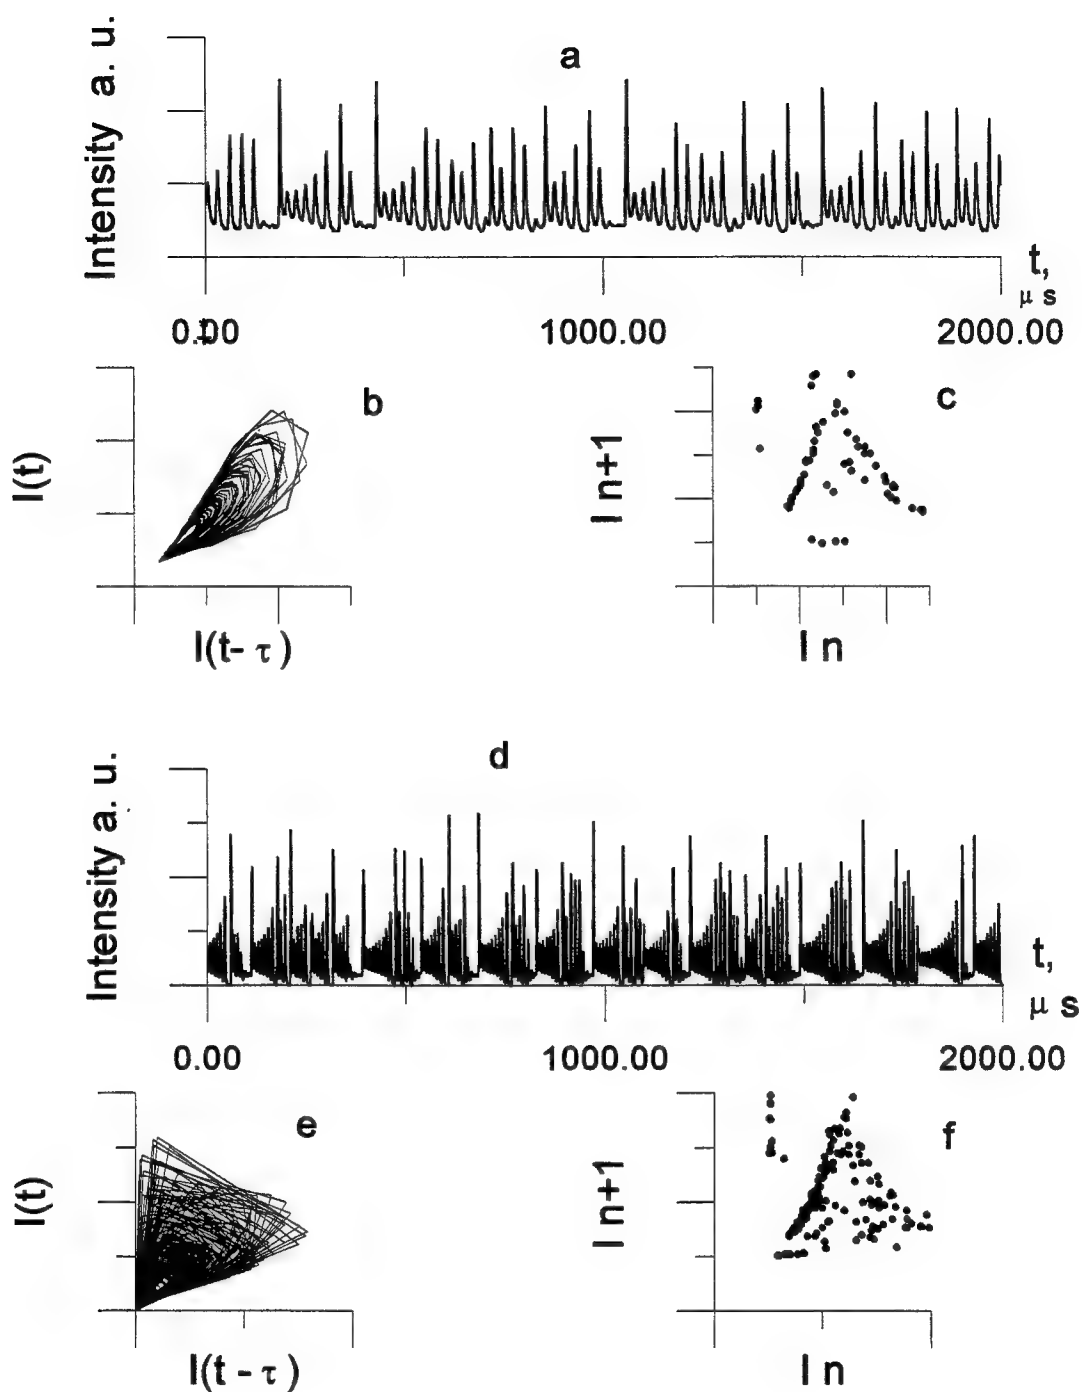 Intensity a. u.
a
t,
μ s
0.00 1000.00 2000.00
I(t)
b
I(t- τ )
I n+1
c
I n
Intensity a. u.
d
t,
μ s
0.00 1000.00 2000.00
I(t)
e
I(t - τ )
I n+1
f
I n